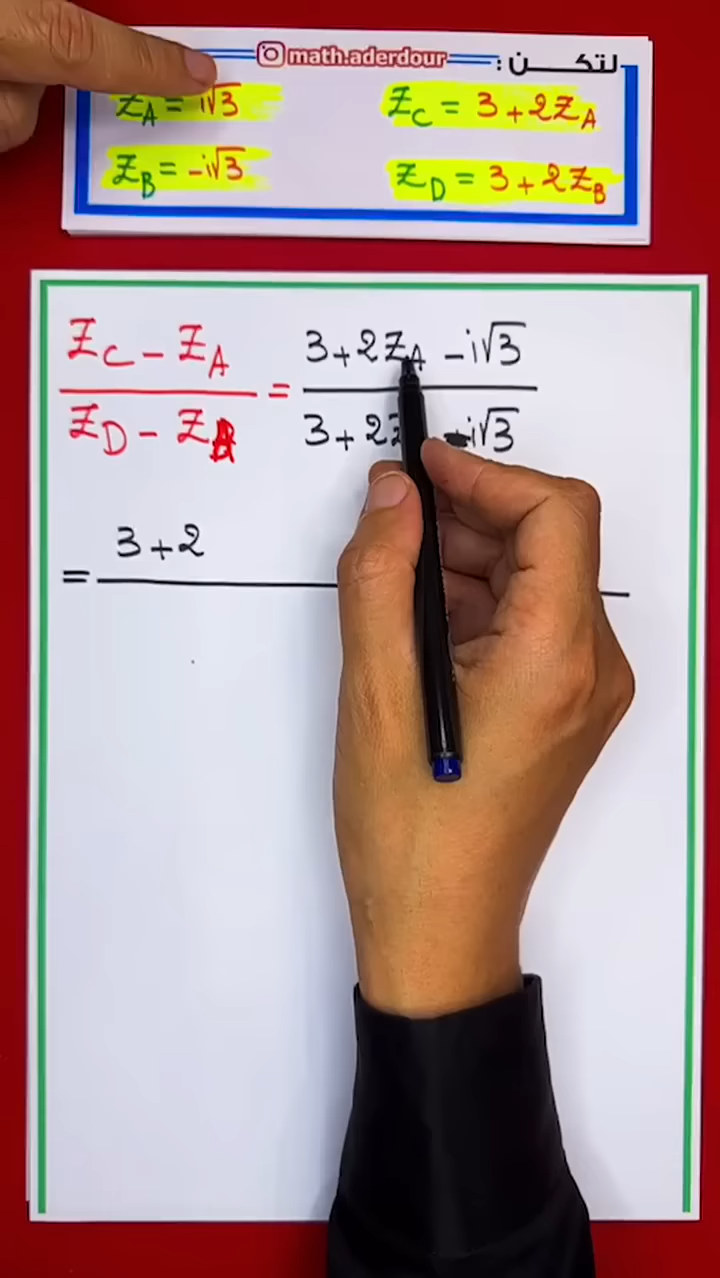 math.aderdour لتكن :
Z_A = i√3
Z_C = 3 + 2Z_A
Z_B = -i√3
Z_D = 3 + 2Z_B
Z_C - Z_A = 3 + 2Z_A - i√3
Z_D - Z 3 + 2 i√3
3 + 2
=